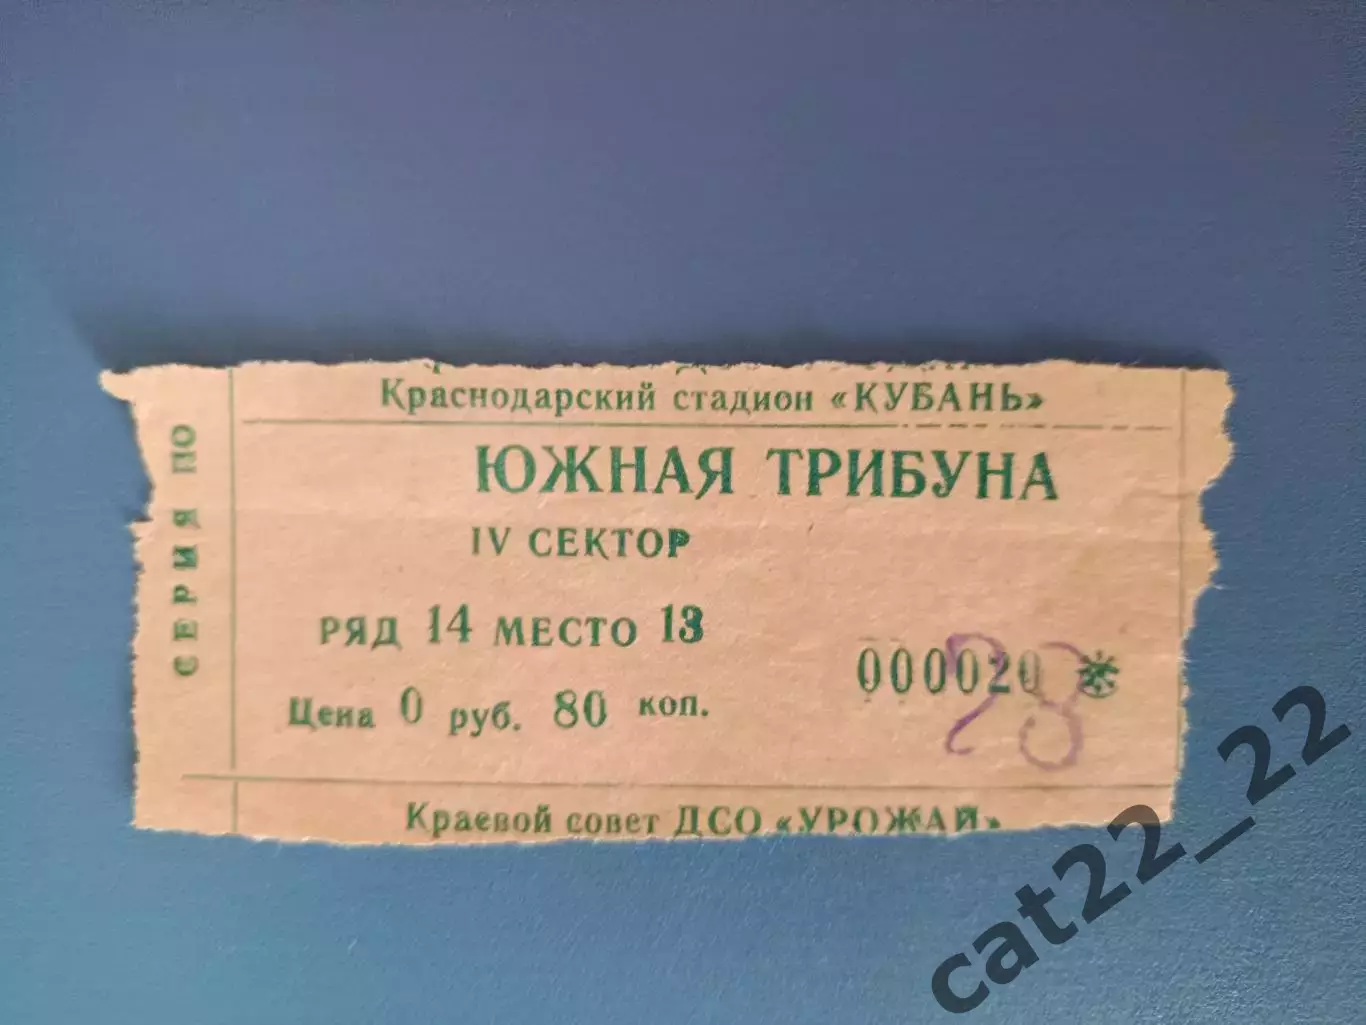 Краснодарский стадион «КУБАНЬ»
СЕРИЯ ПО
ЮЖНАЯ ТРИБУНА
IV СЕКТОР
РЯД 14 МЕСТО 13
000020 *
Цена 0 руб. 80 коп.
Краевой совет ДСО «УРОЖАЙ»
cat22_22